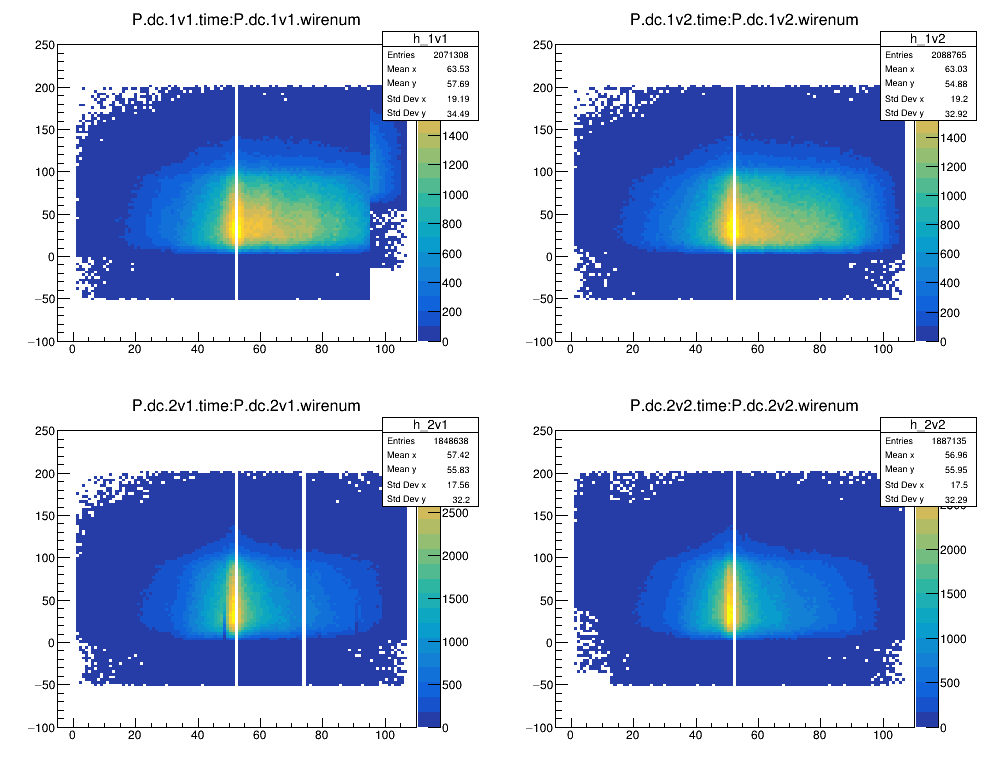 P.dc.1v1.time:P.dc.1v1.wirenum
h_1v1
Entries 2071308
Mean x 63.53
Mean y 57.69
Std Dev x 19.19
Std Dev y 34.49
250
200
150
100
50
0
−50
−100
0 20 40 60 80 100
1400
1200
1000
800
600
400
200
0
P.dc.1v2.time:P.dc.1v2.wirenum
h_1v2
Entries 2088765
Mean x 63.03
Mean y 54.88
Std Dev x 19.2
Std Dev y 32.92
250
200
150
100
50
0
−50
−100
0 20 40 60 80 100
1400
1200
1000
800
600
400
200
0
P.dc.2v1.time:P.dc.2v1.wirenum
h_2v1
Entries 1848638
Mean x 57.42
Mean y 55.83
Std Dev x 17.56
Std Dev y 32.2
250
200
150
100
50
0
−50
−100
0 20 40 60 80 100
2500
2000
1500
1000
500
0
P.dc.2v2.time:P.dc.2v2.wirenum
h_2v2
Entries 1887135
Mean x 56.96
Mean y 55.95
Std Dev x 17.5
Std Dev y 32.29
250
200
150
100
50
0
−50
−100
0 20 40 60 80 100
2000
1500
1000
500
0